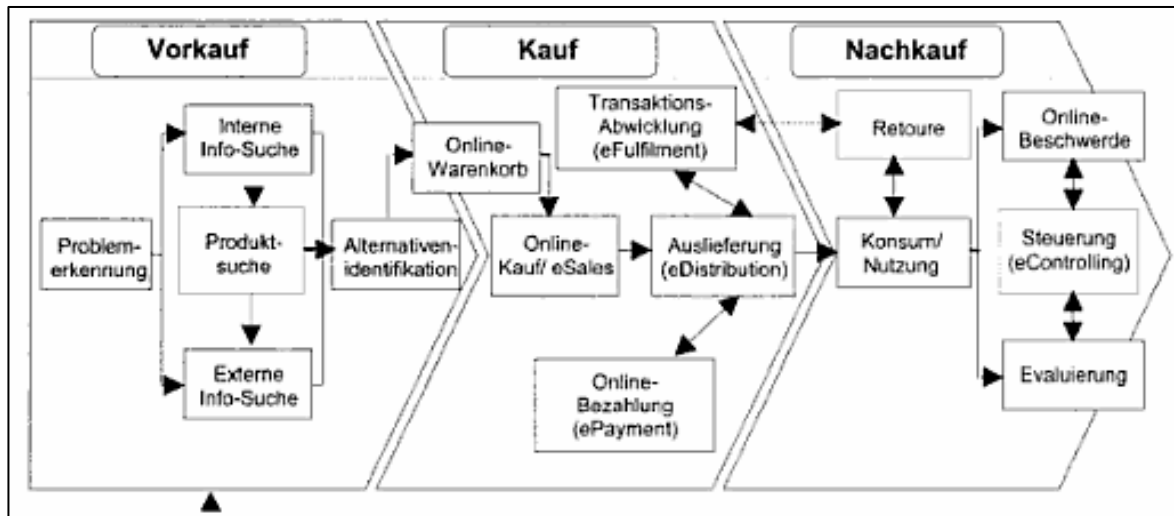 Vorkauf
Kauf
Nachkauf
Interne
Info-Suche
Problem-
erkennung
Produkt-
suche
Externe
Info-Suche
Alternativen-
identifikation
Online-
Warenkorb
Transaktions-
Abwicklung
(eFulfilment)
Online-
Kauf/ eSales
Auslieferung
(eDistribution)
Online-
Bezahlung
(ePayment)
Retoure
Konsum/
Nutzung
Online-
Beschwerde
Steuerung
(eControlling)
Evaluierung